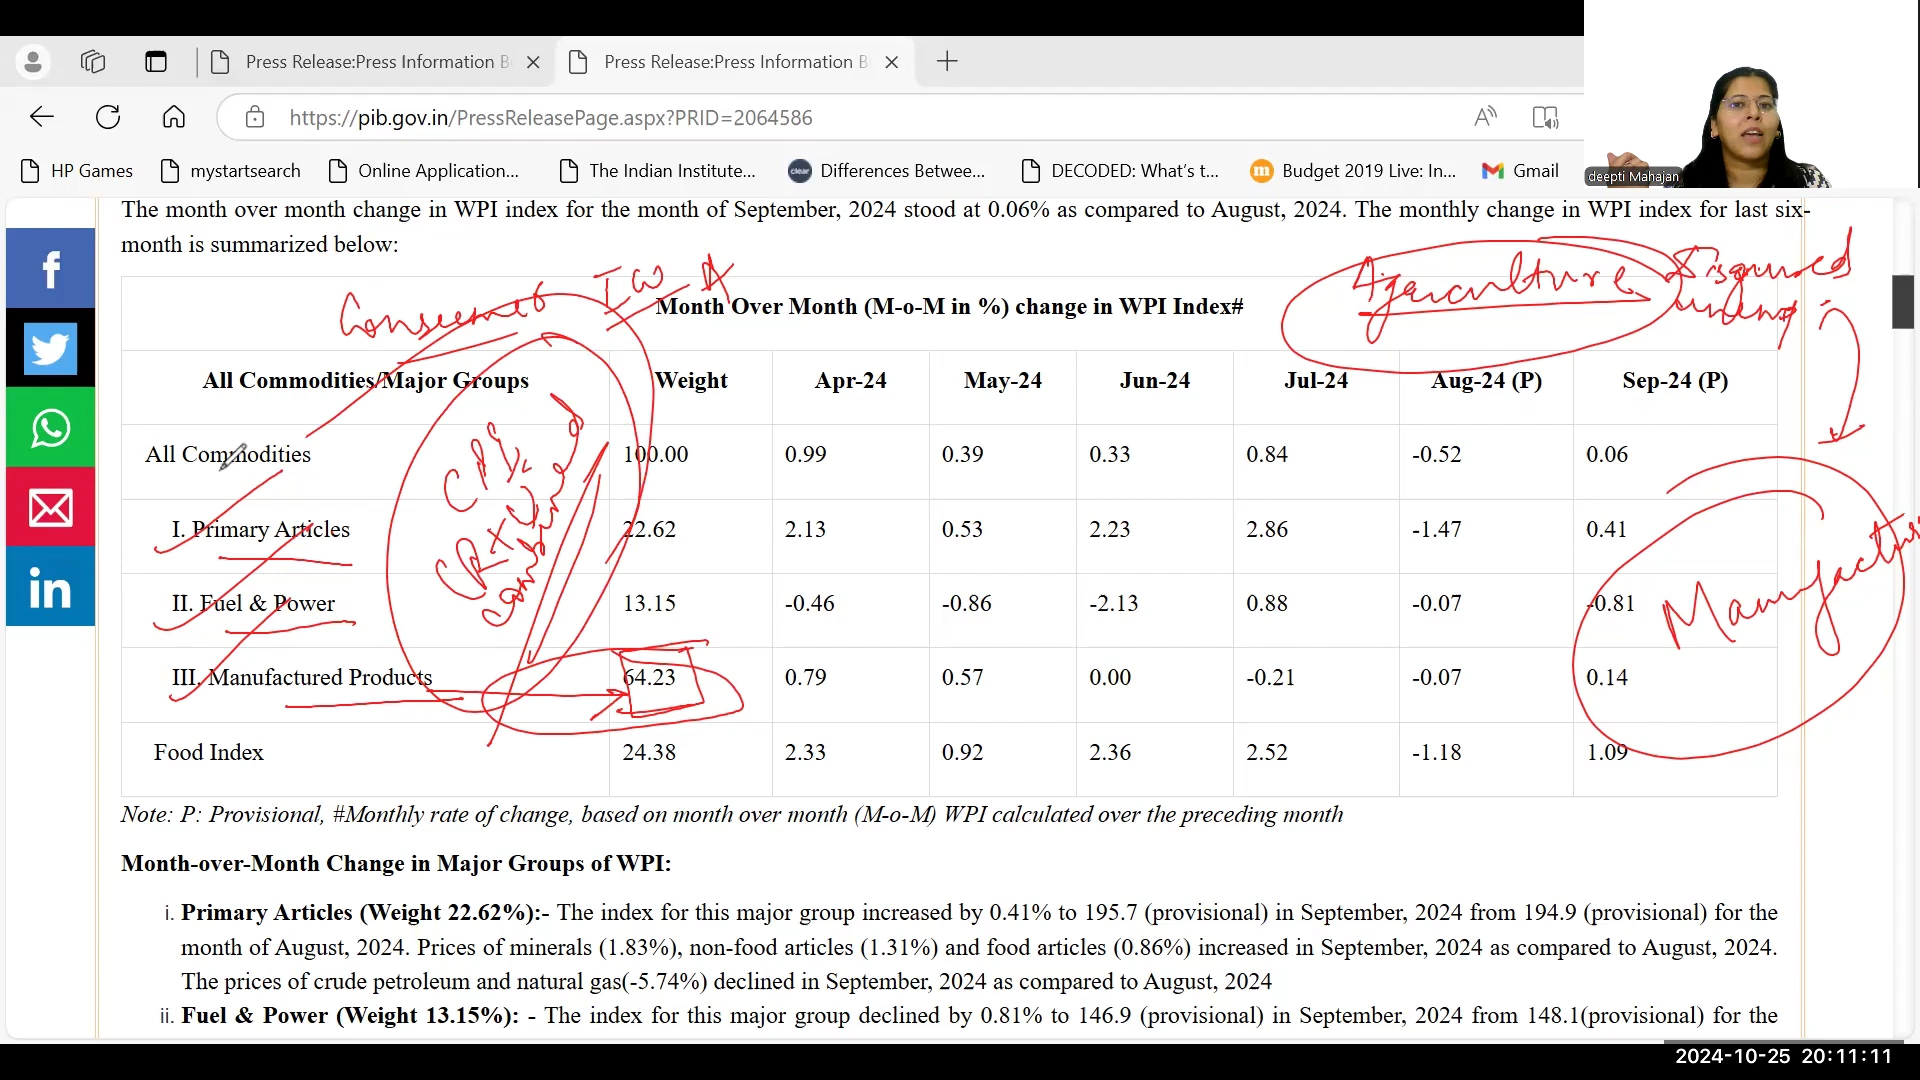 Press Release:Press Information B
Press Release:Press Information B
https://pib.gov.in/PressReleasePage.aspx?PRID=2064586
HP Games
mystartsearch
Online Application...
The Indian Institute...
clear
Differences Betwee...
DECODED: What's t...
m
Budget 2019 Live: In...
Gmail
deepti Mahajan
The month over month change in WPI index for the month of September, 2024 stood at 0.06% as compared to August, 2024. The monthly change in WPI index for last six-
month is summarized below:
Consumer IW
Agriculture
Month Over Month (M-o-M in %) change in WPI Index#
All Commodities/Major Groups Weight Apr-24 May-24 Jun-24 Jul-24 Aug-24 (P) Sep-24 (P)
All Commodities 100.00 0.99 0.39 0.33 0.84 -0.52 0.06
I. Primary Articles 22.62 2.13 0.53 2.23 2.86 -1.47 0.41
II. Fuel & Power 13.15 -0.46 -0.86 -2.13 0.88 -0.07 -0.81
III. Manufactured Products 64.23 0.79 0.57 0.00 -0.21 -0.07 0.14
Food Index 24.38 2.33 0.92 2.36 2.52 -1.18 1.09
CPI
combined
Note: P: Provisional, #Monthly rate of change, based on month over month (M-o-M) WPI calculated over the preceding month
Month-over-Month Change in Major Groups of WPI:
i. Primary Articles (Weight 22.62%):- The index for this major group increased by 0.41% to 195.7 (provisional) in September, 2024 from 194.9 (provisional) for the
month of August, 2024. Prices of minerals (1.83%), non-food articles (1.31%) and food articles (0.86%) increased in September, 2024 as compared to August, 2024.
The prices of crude petroleum and natural gas(-5.74%) declined in September, 2024 as compared to August, 2024
ii. Fuel & Power (Weight 13.15%): - The index for this major group declined by 0.81% to 146.9 (provisional) in September, 2024 from 148.1(provisional) for the
2024-10-25 20:11:11